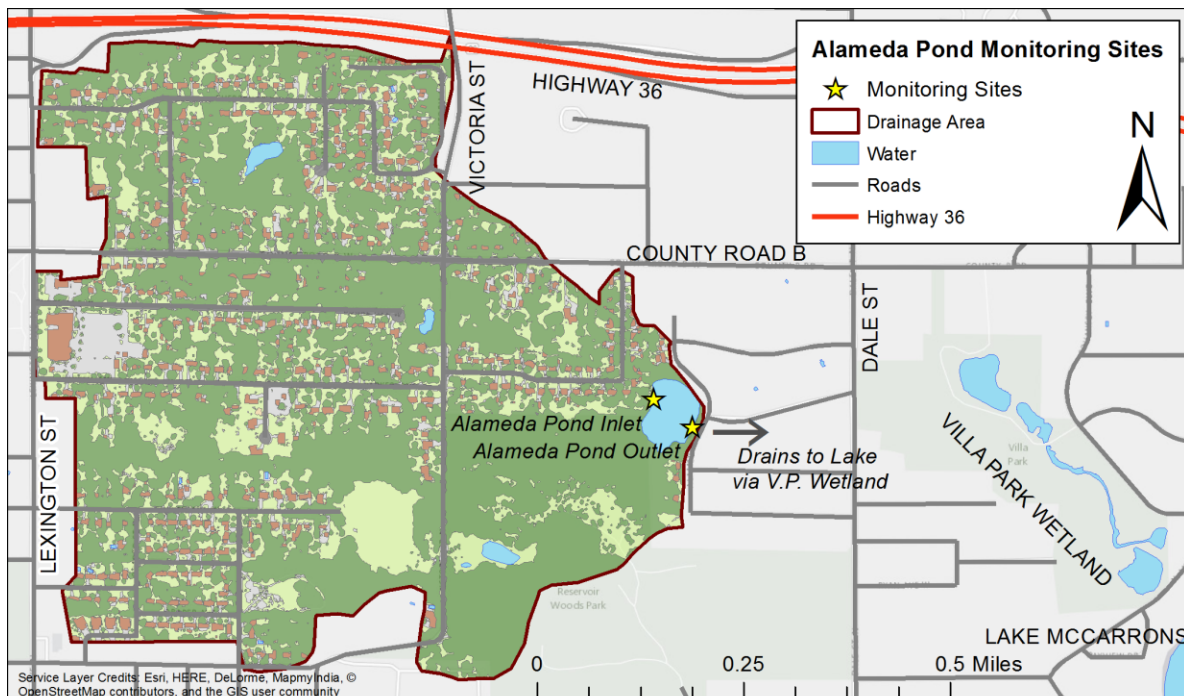 Alameda Pond Monitoring Sites
Monitoring Sites
Drainage Area
Water
Roads
Highway 36
N
HIGHWAY 36
VICTORIA ST
COUNTY ROAD B
DALE ST
LEXINGTON ST
Alameda Pond Inlet
Alameda Pond Outlet
Drains to Lake
via V.P. Wetland
Villa
Park
VILLA PARK WETLAND
Reservoir
Woods Park
LAKE MCCARRONS
0 0.25 0.5 Miles
Service Layer Credits: Esri, HERE, DeLorme, MapmyIndia, ©
OpenStreetMap contributors, and the GIS user community